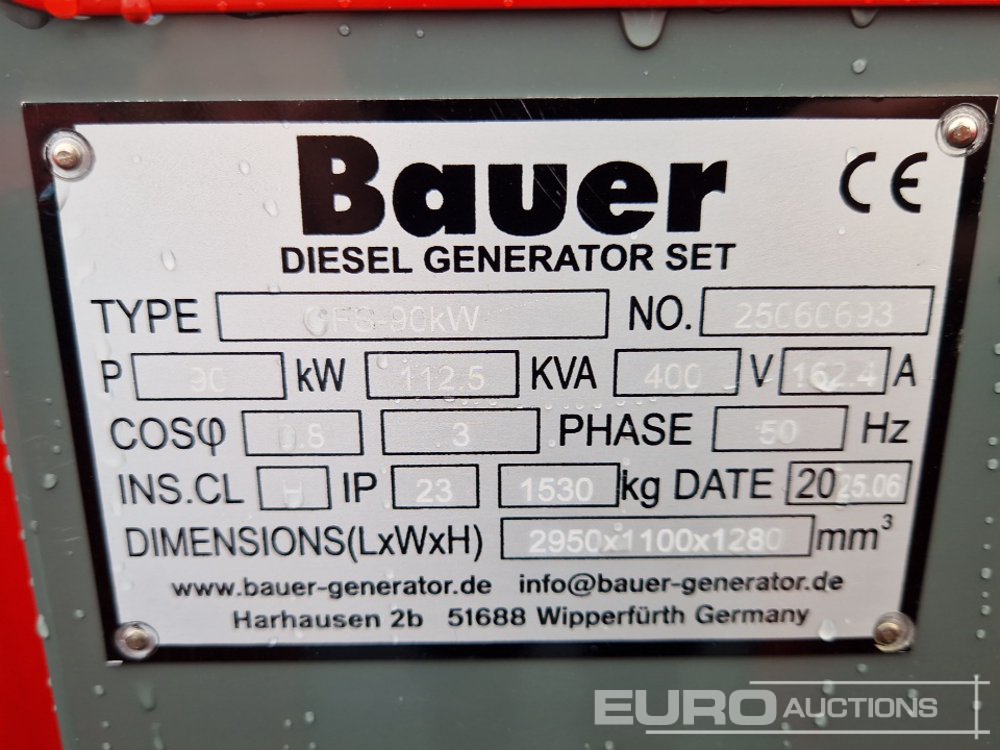 Bauer CE
DIESEL GENERATOR SET
TYPE GFS-90kW NO. 25060693
P 90 kW 112.5 KVA 400 V 162.4 A
COSφ 0.8 3 PHASE 50 Hz
INS.CL H IP 23 1530 kg DATE 2025.06
DIMENSIONS(LxWxH) 2950x1100x1280 mm³
www.bauer-generator.de info@bauer-generator.de
Harhausen 2b 51688 Wipperfürth Germany
EURO AUCTIONS